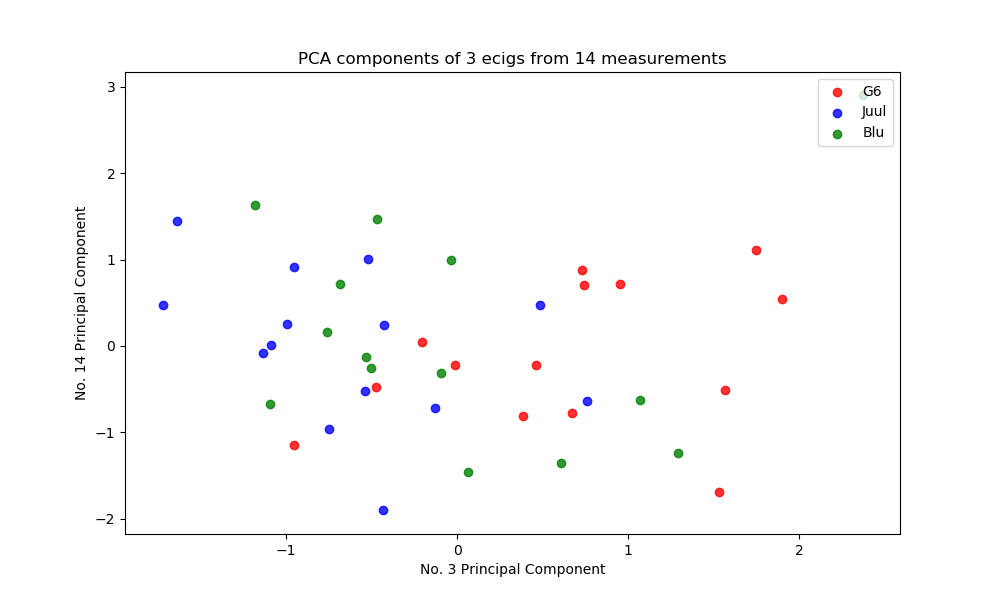 PCA components of 3 ecigs from 14 measurements
3
2
1
0
−1
−2
No. 14 Principal Component
G6
Juul
Blu
−1
0
1
2
No. 3 Principal Component